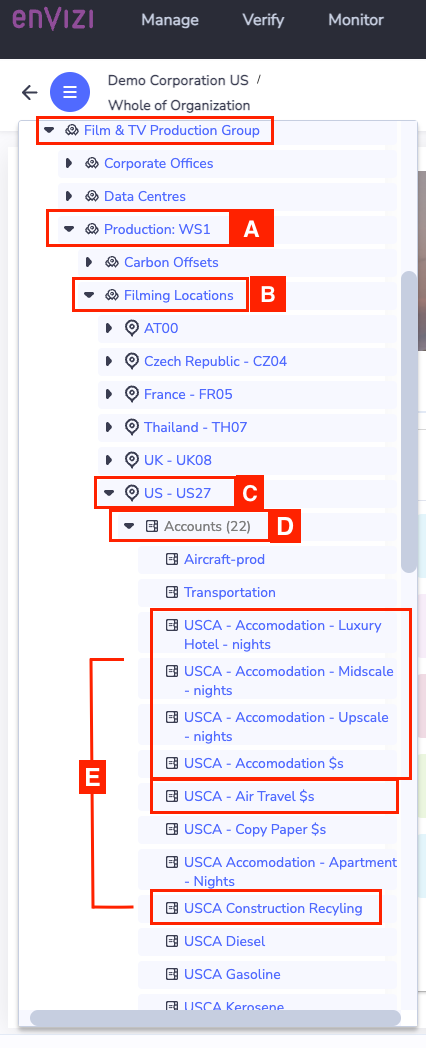 enVIZI
Manage Verify Monitor
Demo Corporation US /
Whole of Organization
Film & TV Production Group
Corporate Offices
Data Centres
Production: WS1 A
Carbon Offsets
Filming Locations B
AT00
Czech Republic - CZ04
France - FR05
Thailand - TH07
UK - UK08
US - US27 C
Accounts (22) D
Aircraft-prod
Transportation
USCA - Accomodation - Luxury
Hotel - nights
USCA - Accomodation - Midscale
- nights
USCA - Accomodation - Upscale
- nights
USCA - Accomodation $s
E
USCA - Air Travel $s
USCA - Copy Paper $s
USCA Accomodation - Apartment
- Nights
USCA Construction Recyling
USCA Diesel
USCA Gasoline
USCA Kerosene